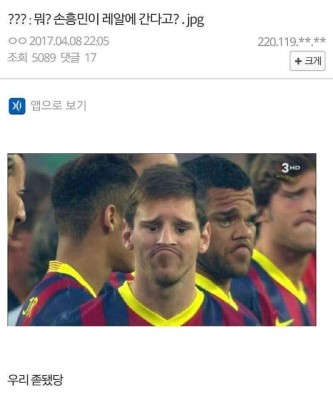 ??? : 뭐? 손흥민이 레알에 간다고? . jpg
ㅇㅇ 2017.04.08 22:05
220.119.**.**
조회 5089 댓글 17
+ 크게
앱으로 보기
3 HD
우리 좉됐당